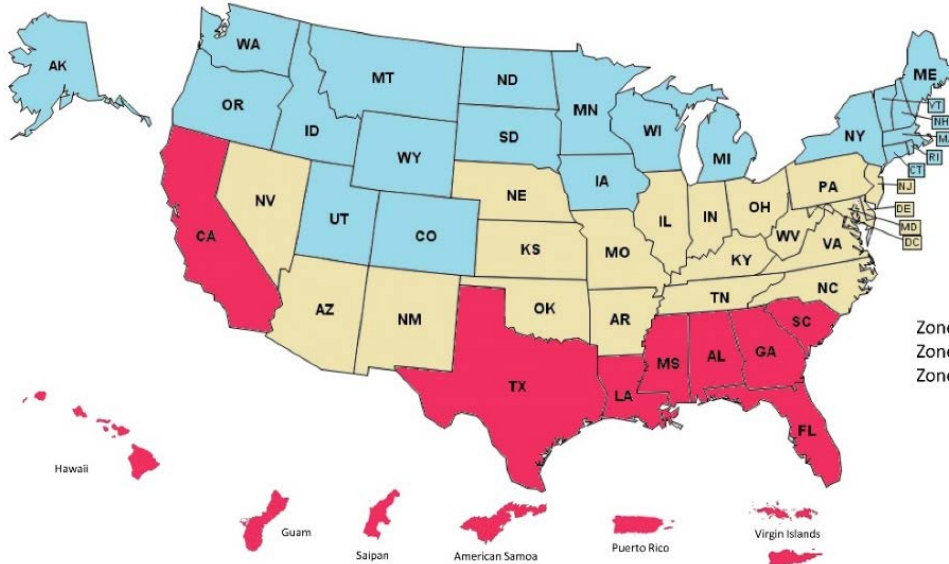 AK
WA
MT
ND
MN
ME
OR
ID
WY
SD
WI
MI
NY
VT
NH
RI
CT
IA
NE
NV
UT
CO
KS
MO
IL
IN
OH
PA
NJ
DE
MD
DC
WV
VA
KY
CA
AZ
NM
OK
AR
TN
NC
SC
TX
LA
MS
AL
GA
FL
Zone
Zone
Zone
Hawaii
Guam
Saipan
American Samoa
Puerto Rico
Virgin Islands